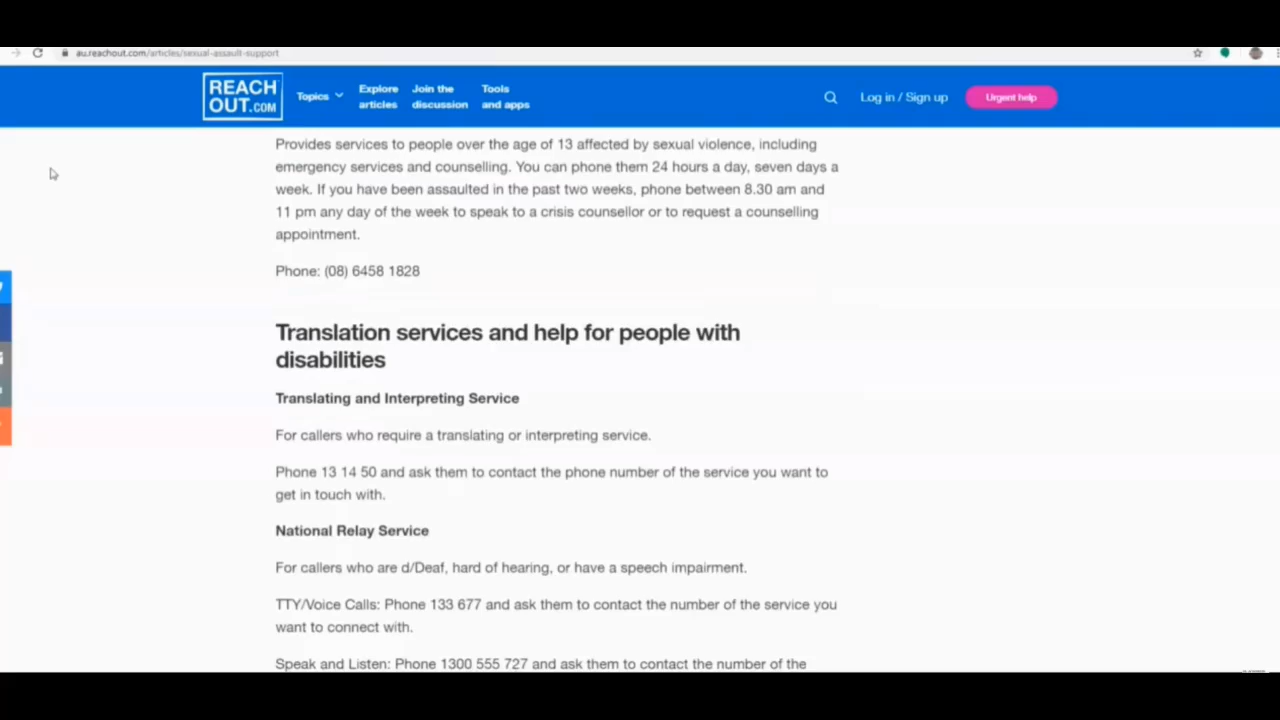 au.reachout.com/articles/sexual-assault-support
REACH
OUT.COM
Topics
Explore
articles
Join the
discussion
Tools
and apps
Log in / Sign up
Urgent help
Provides services to people over the age of 13 affected by sexual violence, including
emergency services and counselling. You can phone them 24 hours a day, seven days a
week. If you have been assaulted in the past two weeks, phone between 8.30 am and
11 pm any day of the week to speak to a crisis counsellor or to request a counselling
appointment.
Phone: (08) 6458 1828
Translation services and help for people with
disabilities
Translating and Interpreting Service
For callers who require a translating or interpreting service.
Phone 13 14 50 and ask them to contact the phone number of the service you want to
get in touch with.
National Relay Service
For callers who are d/Deaf, hard of hearing, or have a speech impairment.
TTY/Voice Calls: Phone 133 677 and ask them to contact the number of the service you
want to connect with.
Speak and Listen: Phone 1300 555 727 and ask them to contact the number of the